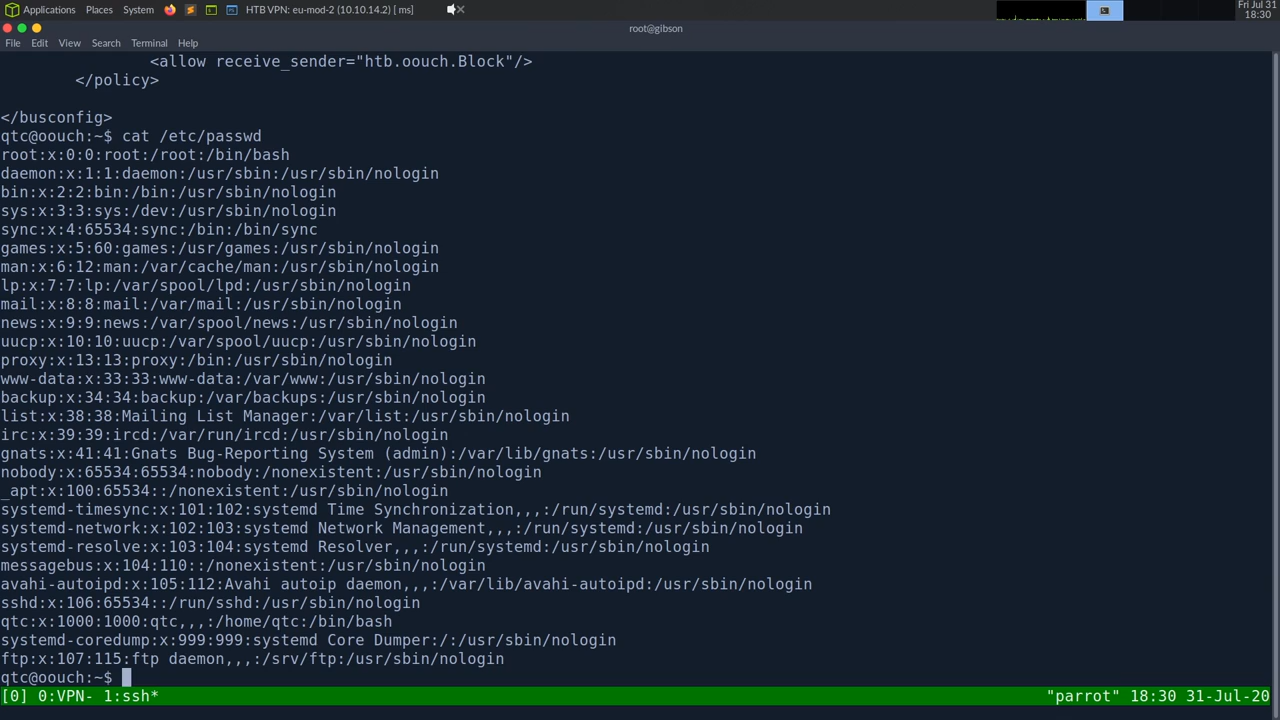 Applications Places System HTB VPN: eu-mod-2 (10.10.14.2) [ ms] Fri Jul 31
18:30
root@gibson
File Edit View Search Terminal Help
<allow receive_sender="htb.oouch.Block"/>
</policy>
</busconfig>
qtc@oouch:~$ cat /etc/passwd
root:x:0:0:root:/root:/bin/bash
daemon:x:1:1:daemon:/usr/sbin:/usr/sbin/nologin
bin:x:2:2:bin:/bin:/usr/sbin/nologin
sys:x:3:3:sys:/dev:/usr/sbin/nologin
sync:x:4:65534:sync:/bin:/bin/sync
games:x:5:60:games:/usr/games:/usr/sbin/nologin
man:x:6:12:man:/var/cache/man:/usr/sbin/nologin
lp:x:7:7:lp:/var/spool/lpd:/usr/sbin/nologin
mail:x:8:8:mail:/var/mail:/usr/sbin/nologin
news:x:9:9:news:/var/spool/news:/usr/sbin/nologin
uucp:x:10:10:uucp:/var/spool/uucp:/usr/sbin/nologin
proxy:x:13:13:proxy:/bin:/usr/sbin/nologin
www-data:x:33:33:www-data:/var/www:/usr/sbin/nologin
backup:x:34:34:backup:/var/backups:/usr/sbin/nologin
list:x:38:38:Mailing List Manager:/var/list:/usr/sbin/nologin
irc:x:39:39:ircd:/var/run/ircd:/usr/sbin/nologin
gnats:x:41:41:Gnats Bug-Reporting System (admin):/var/lib/gnats:/usr/sbin/nologin
nobody:x:65534:65534:nobody:/nonexistent:/usr/sbin/nologin
_apt:x:100:65534::/nonexistent:/usr/sbin/nologin
systemd-timesync:x:101:102:systemd Time Synchronization,,,:/run/systemd:/usr/sbin/nologin
systemd-network:x:102:103:systemd Network Management,,,:/run/systemd:/usr/sbin/nologin
systemd-resolve:x:103:104:systemd Resolver,,,:/run/systemd:/usr/sbin/nologin
messagebus:x:104:110::/nonexistent:/usr/sbin/nologin
avahi-autoipd:x:105:112:Avahi autoip daemon,,,:/var/lib/avahi-autoipd:/usr/sbin/nologin
sshd:x:106:65534::/run/sshd:/usr/sbin/nologin
qtc:x:1000:1000:qtc,,,:/home/qtc:/bin/bash
systemd-coredump:x:999:999:systemd Core Dumper:/:/usr/sbin/nologin
ftp:x:107:115:ftp daemon,,,:/srv/ftp:/usr/sbin/nologin
qtc@oouch:~$
[0] 0:VPN- 1:ssh* "parrot" 18:30 31-Jul-20